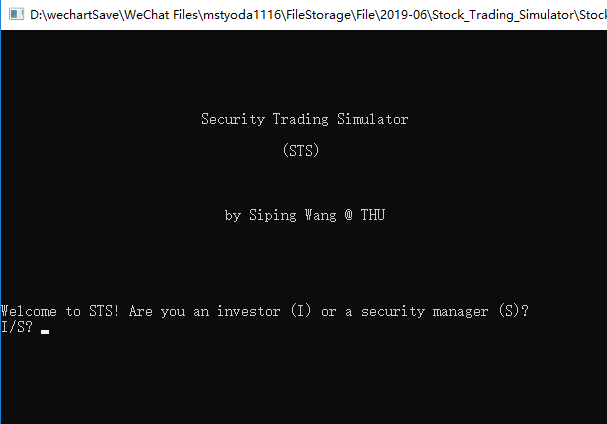 D:\wechartSave\WeChat Files\mstyoda1116\FileStorage\File\2019-06\Stock_Trading_Simulator\Stock
Security Trading Simulator
(STS)
by Siping Wang @ THU
Welcome to STS! Are you an investor (I) or a security manager (S)?
I/S?